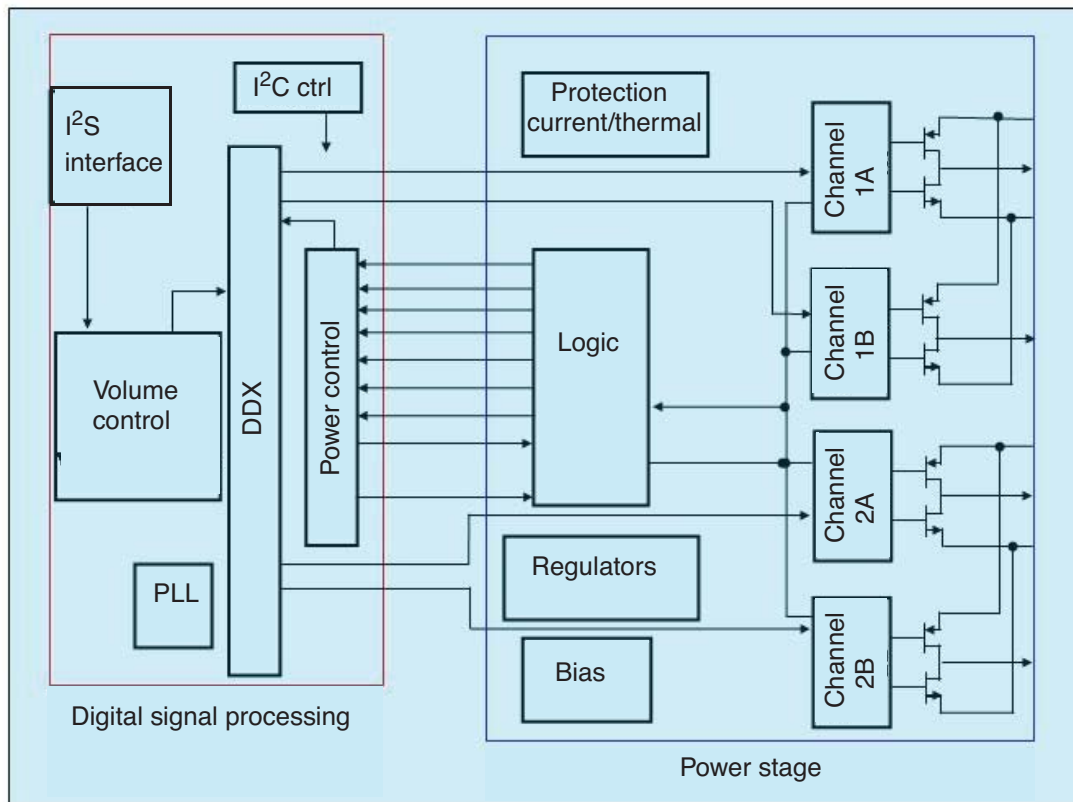 I²C ctrl
I²S
interface
Volume
control
DDX
Power control
PLL
Digital signal processing
Protection
current/thermal
Logic
Regulators
Bias
Channel
1A
Channel
1B
Channel
2A
Channel
2B
Power stage